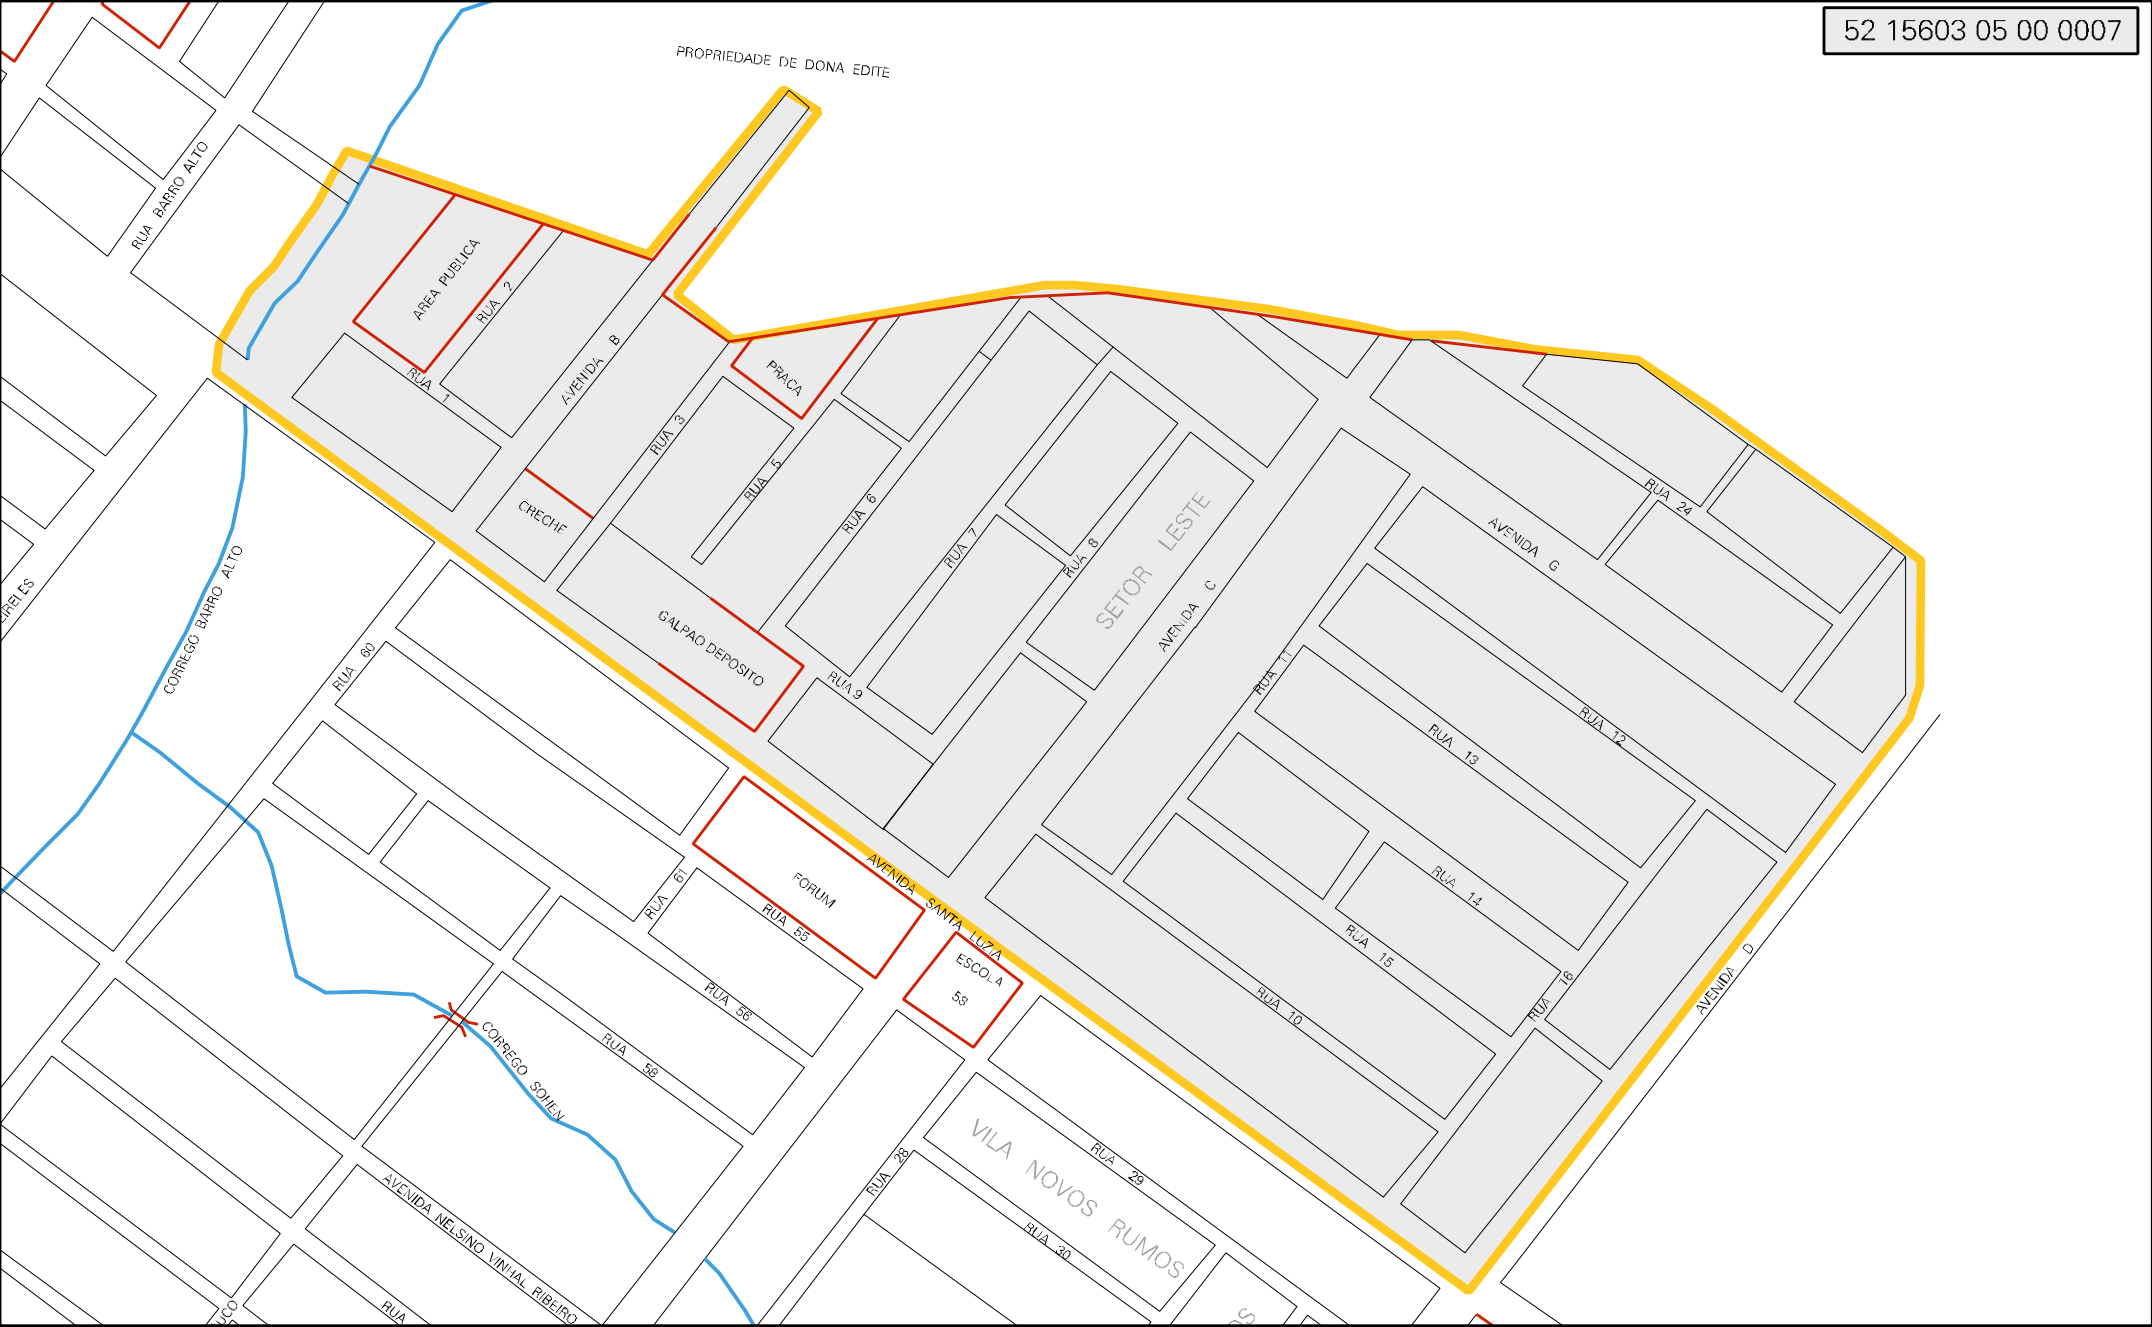 52 15603 05 00 0007
PROPRIEDADE DE DONA EDITE
RUA BARRO ALTO
AREA PUBLICA
RUA 2
AVENIDA B
RUA 1
PRACA
RUA 3
CRECHE
RUA 5
RUA 6
RUA 7
RUA 8
SETOR LESTE
AVENIDA C
RUA 24
AVENIDA G
CORREGO BARRO ALTO
GALPAO DEPOSITO
RUA 9
RUA 60
RUA 11
RUA 12
RUA 13
RUA 14
RUA 15
RUA 16
RUA 10
AVENIDA D
AVENIDA SANTA LUZIA
FORUM
RUA 61
RUA 55
ESCOLA
53
RUA 56
RUA 58
CORREGO SOHEN
RUA 28
VILA NOVOS RUMOS
RUA 29
RUA 30
AVENIDA NELSINO VINHAL RIBEIRO
RUA